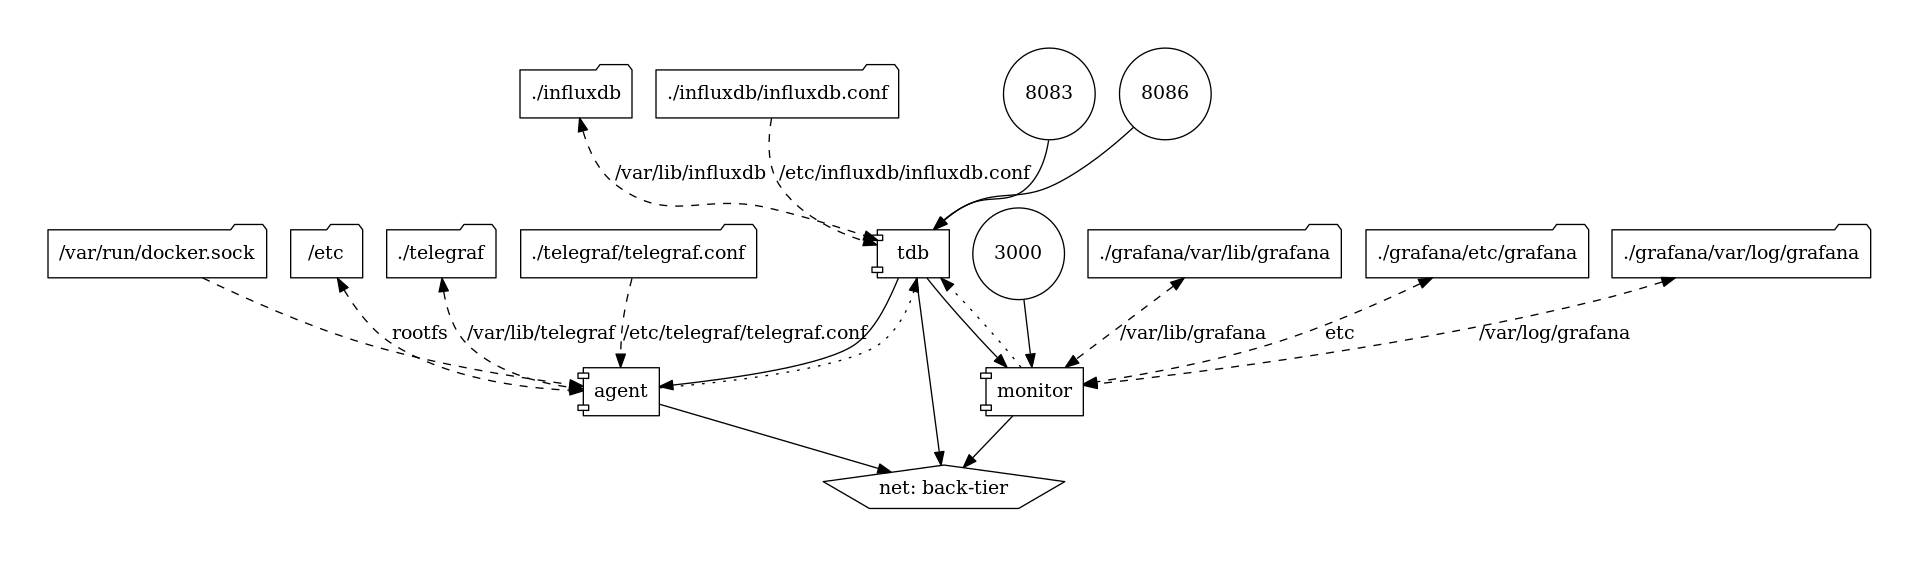 ./influxdb
./influxdb/influxdb.conf
8083
8086
/var/lib/influxdb
/etc/influxdb/influxdb.conf
/var/run/docker.sock
/etc
./telegraf
./telegraf/telegraf.conf
tdb
3000
./grafana/var/lib/grafana
./grafana/etc/grafana
./grafana/var/log/grafana
rootfs
/var/lib/telegraf
/etc/telegraf/telegraf.conf
/var/lib/grafana
etc
/var/log/grafana
agent
monitor
net: back-tier